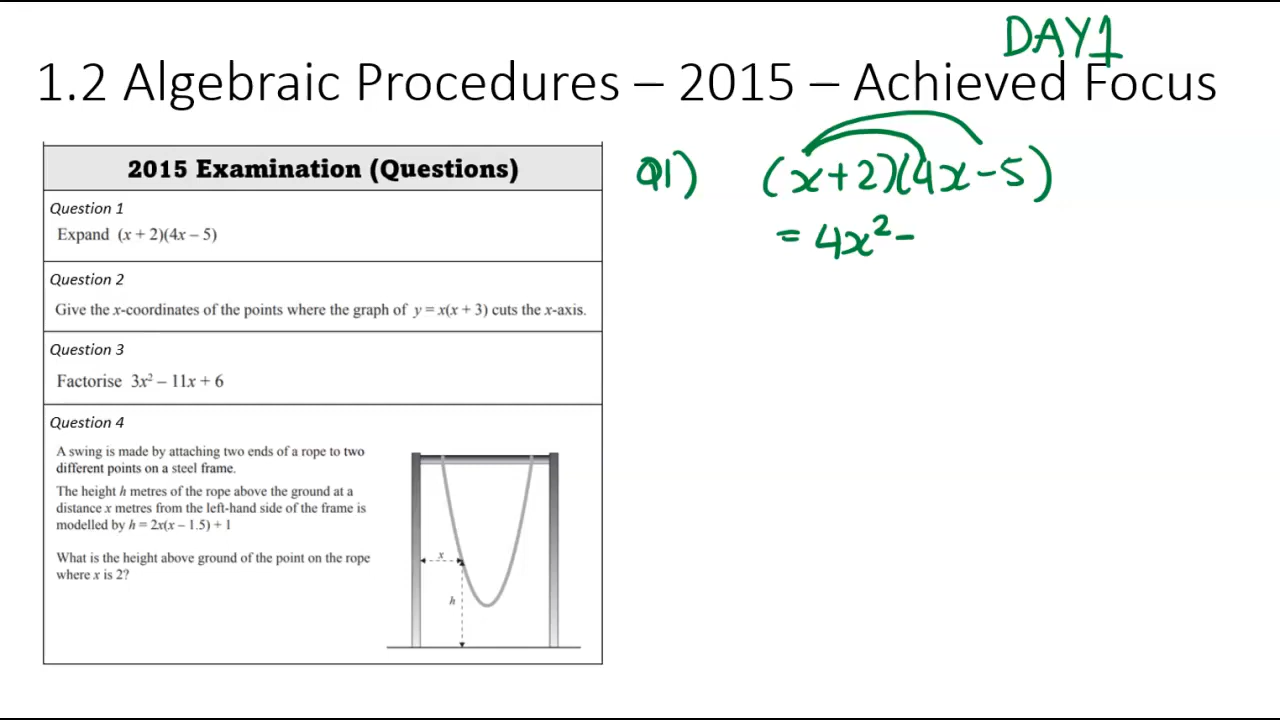 DAY1
1.2 Algebraic Procedures – 2015 – Achieved Focus
2015 Examination (Questions)
Question 1
Expand (x + 2)(4x – 5)
Question 2
Give the x-coordinates of the points where the graph of y = x(x + 3) cuts the x-axis.
Question 3
Factorise 3x² – 11x + 6
Question 4
A swing is made by attaching two ends of a rope to two
different points on a steel frame.
The height h metres of the rope above the ground at a
distance x metres from the left-hand side of the frame is
modelled by h = 2x(x – 1.5) + 1
What is the height above ground of the point on the rope
where x is 2?
x
h
Q1) (x+2)(4x-5)
= 4x² -